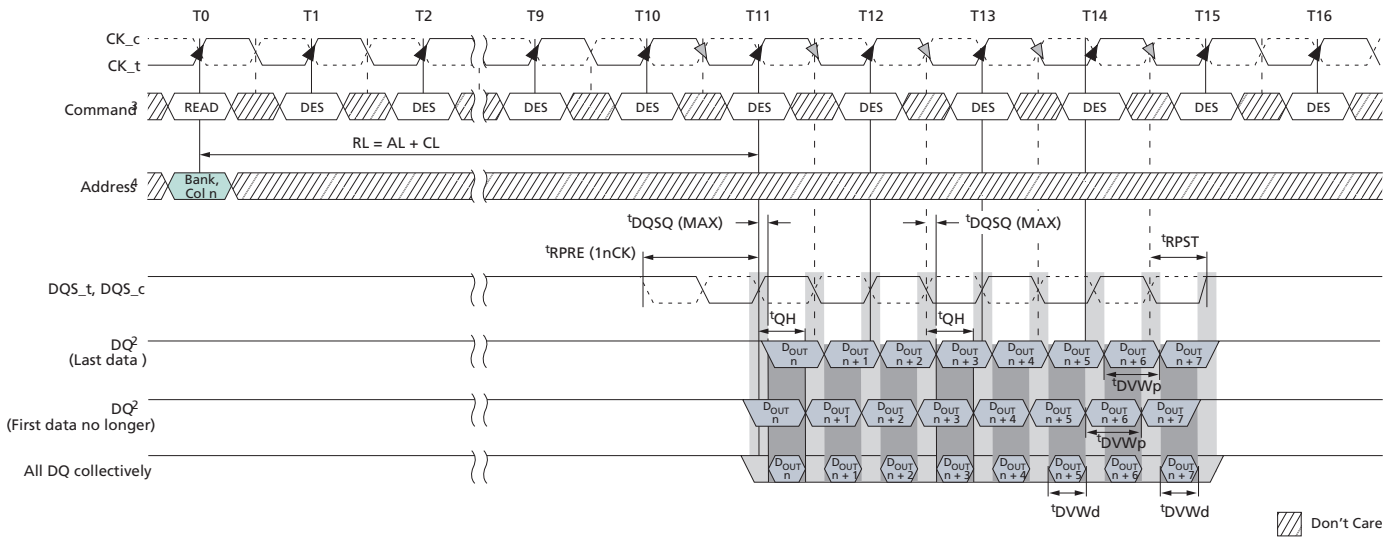 T0 T1 T2 T9 T10 T11 T12 T13 T14 T15 T16
CK_c
CK_t
Command3 READ DES DES DES DES DES DES DES DES DES DES
RL = AL + CL
Address4 Bank,
Col n
tDQSQ (MAX) tDQSQ (MAX)
tRPRE (1nCK) tRPST
DQS_t, DQS_c
tQH tQH
DQ2
(Last data )
DOUT n DOUT n + 1 DOUT n + 2 DOUT n + 3 DOUT n + 4 DOUT n + 5 DOUT n + 6 DOUT n + 7
tDVWp
DQ2
(First data no longer)
DOUT n DOUT n + 1 DOUT n + 2 DOUT n + 3 DOUT n + 4 DOUT n + 5 DOUT n + 6 DOUT n + 7
tDVWp
All DQ collectively
DOUT n DOUT n + 1 DOUT n + 2 DOUT n + 3 DOUT n + 4 DOUT n + 5 DOUT n + 6 DOUT n + 7
tDVWd tDVWd
Don't Care